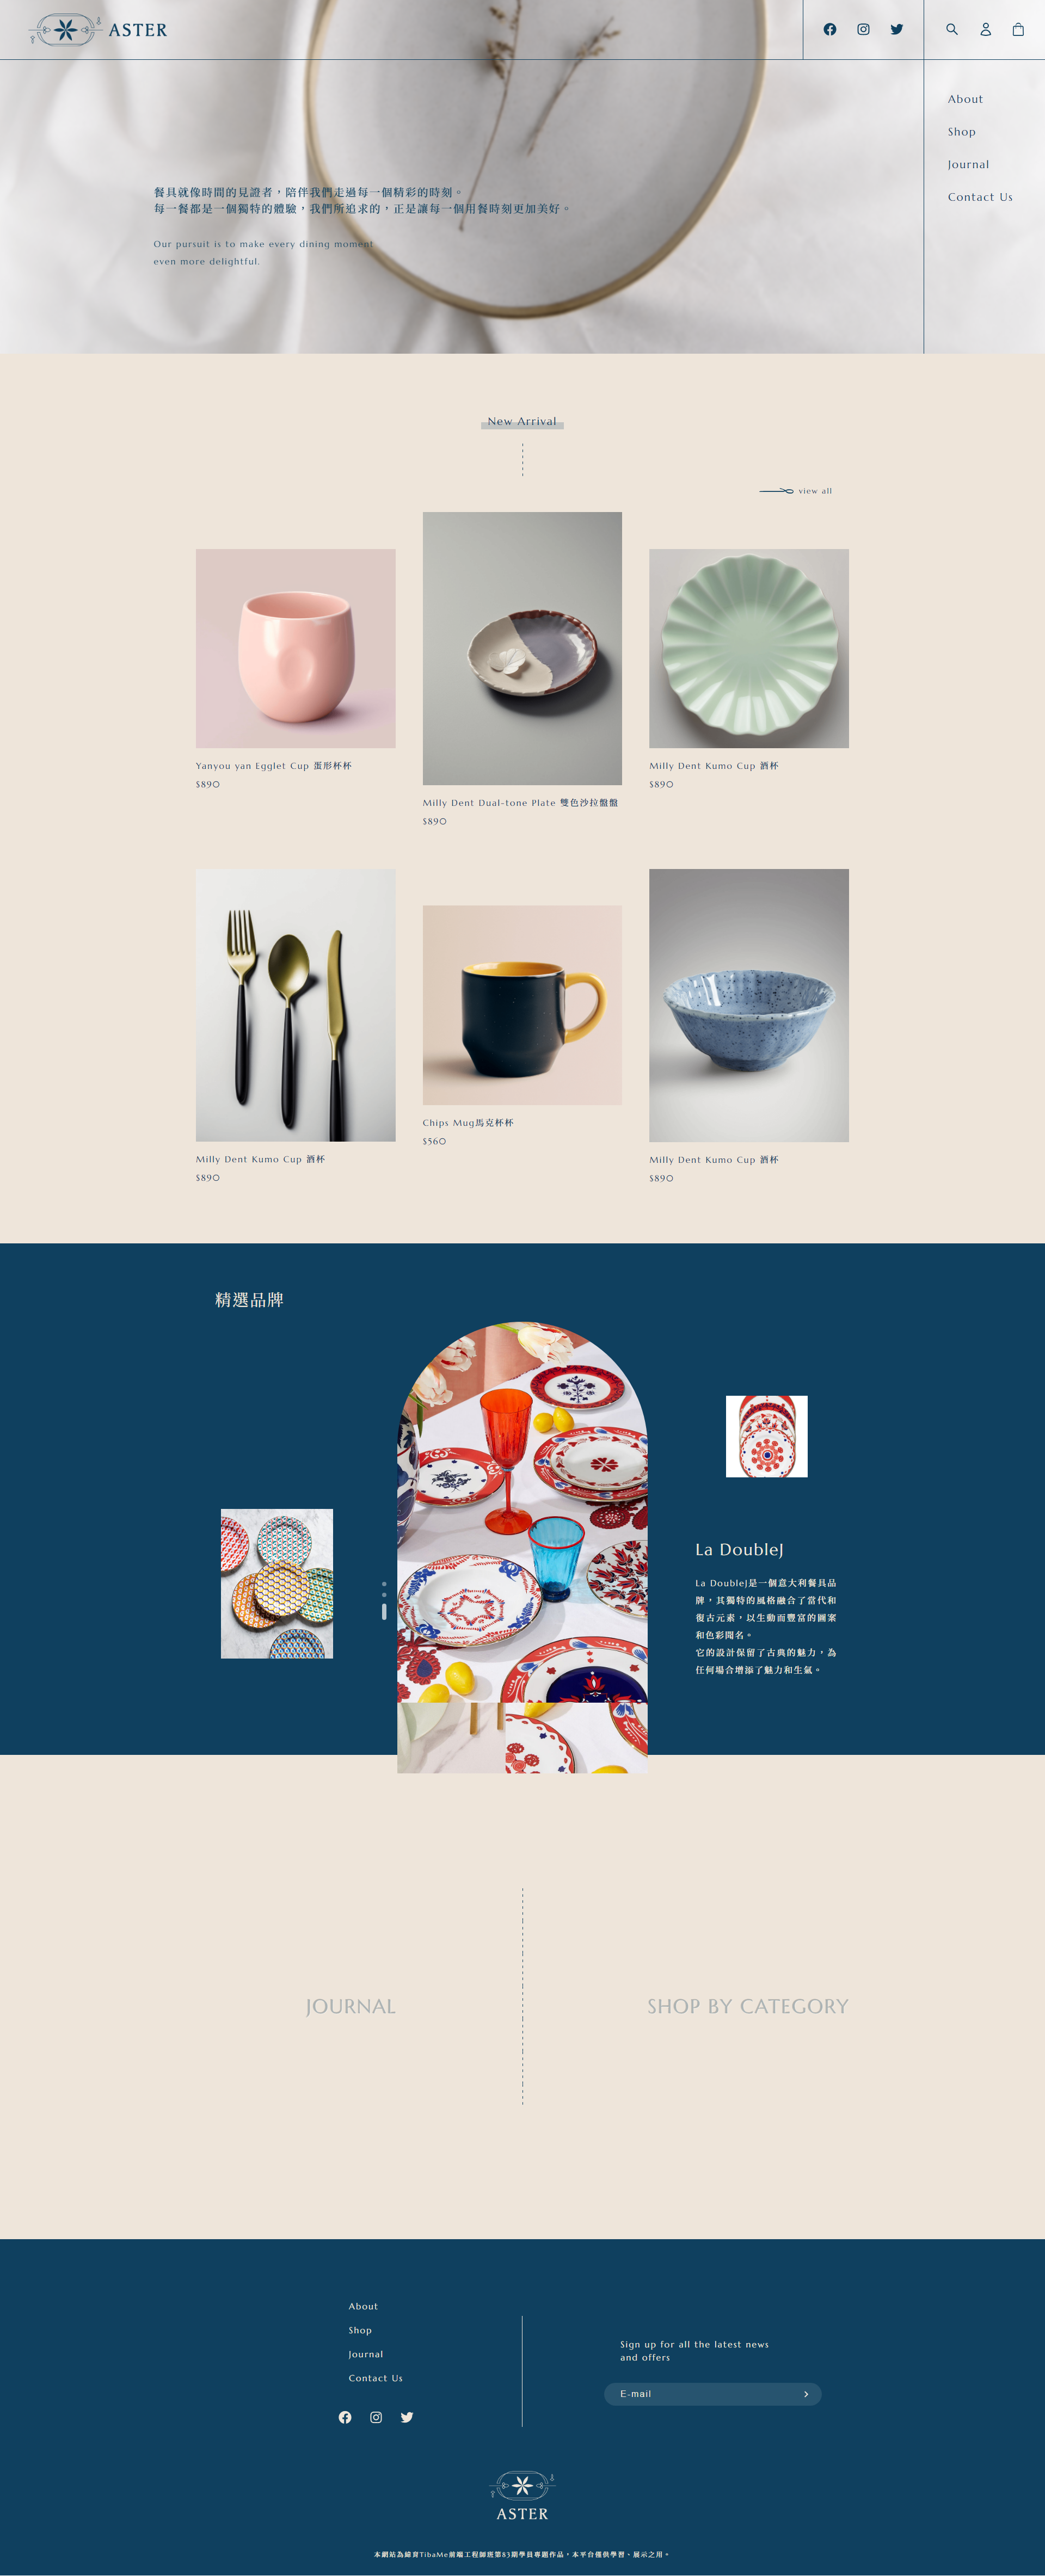 ASTER
About
Shop
Journal
Contact Us
餐具就像時間的見證者，陪伴我們走過每一個精彩的時刻。
每一餐都是一個獨特的體驗，我們所追求的，正是讓每一個用餐時刻更加美好。
Our pursuit is to make every dining moment
even more delightful.
New Arrival
view all
Yanyou yan Egglet Cup 蛋形杯杯
$890
Milly Dent Dual-tone Plate 雙色沙拉盤盤
$890
Milly Dent Kumo Cup 酒杯
$890
Milly Dent Kumo Cup 酒杯
$890
Chips Mug馬克杯杯
$560
Milly Dent Kumo Cup 酒杯
$890
精選品牌
La DoubleJ
La DoubleJ是一個意大利餐具品
牌，其獨特的風格融合了當代和
復古元素，以生動而豐富的圖案
和色彩聞名。
它的設計保留了古典的魅力，為
任何場合增添了魅力和生氣。
JOURNAL
SHOP BY CATEGORY
About
Shop
Journal
Contact Us
Sign up for all the latest news
and offers
E-mail
ASTER
本網站為緯育TibaMe前端工程師班第83期學員專題作品，本平台僅供學習、展示之用。